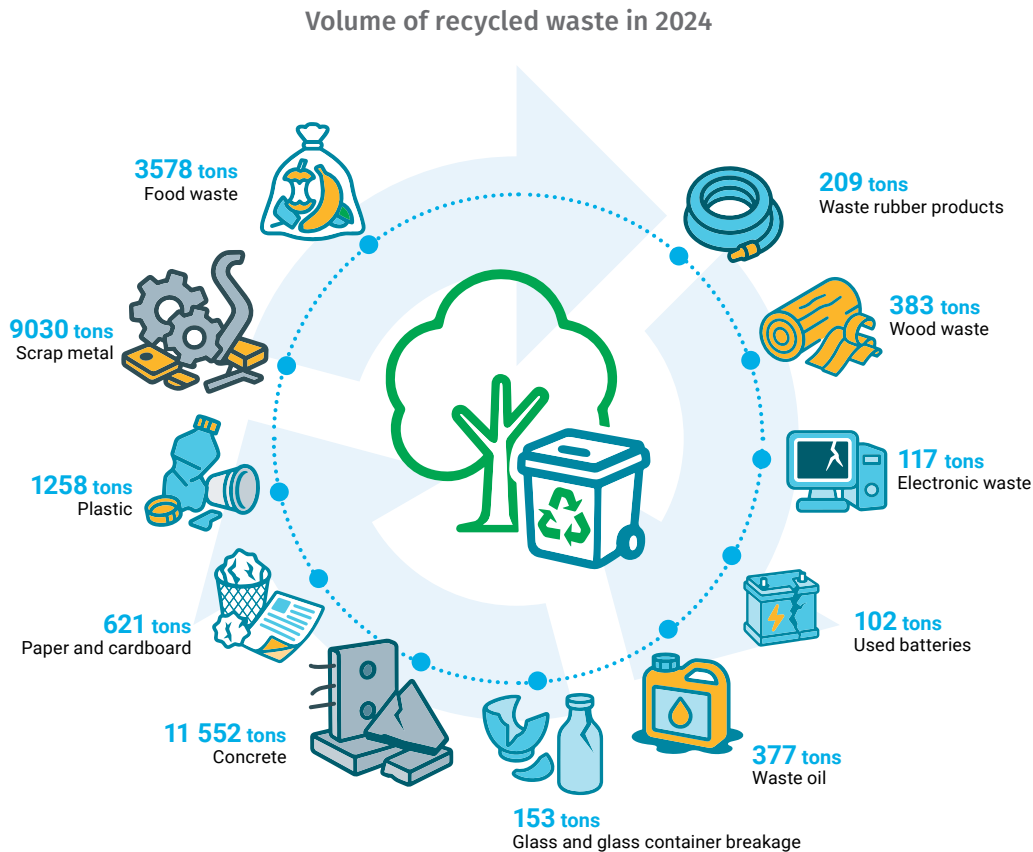 Volume of recycled waste in 2024
3578 tons
Food waste
209 tons
Waste rubber products
9030 tons
Scrap metal
383 tons
Wood waste
1258 tons
Plastic
117 tons
Electronic waste
621 tons
Paper and cardboard
102 tons
Used batteries
11 552 tons
Concrete
377 tons
Waste oil
153 tons
Glass and glass container breakage